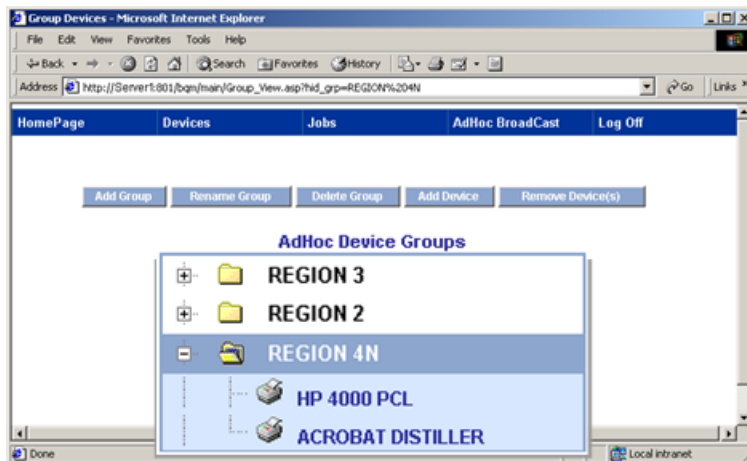 Group Devices - Microsoft Internet Explorer
File Edit View Favorites Tools Help
Back Search Favorites History
Address http://Server1:801/bqm/main/Group_View.asp?hid_grp=REGION%204N Go Links
HomePage Devices Jobs AdHoc BroadCast Log Off
Add Group Rename Group Delete Group Add Device Remove Device(s)
AdHoc Device Groups
REGION 3
REGION 2
REGION 4N
HP 4000 PCL
ACROBAT DISTILLER
Done Local intranet